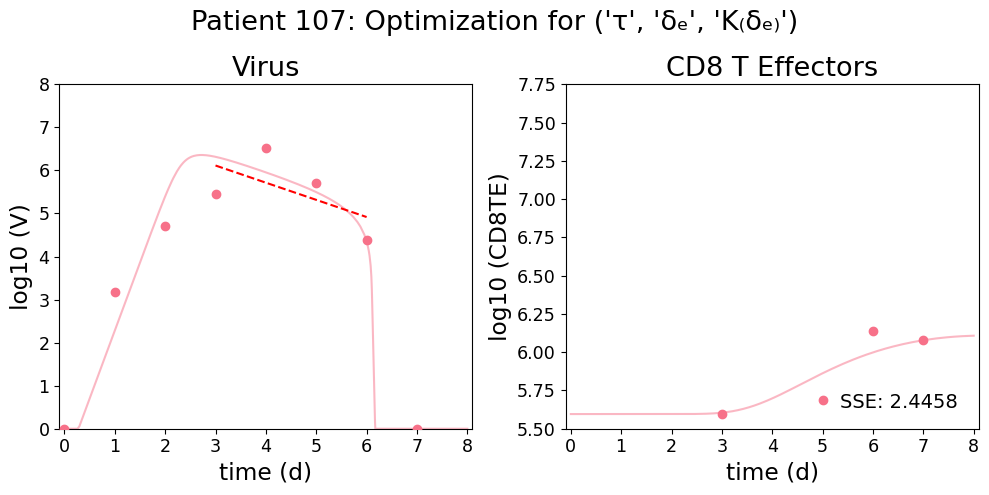 Patient 107: Optimization for ('τ', 'δₑ', 'K₍δₑ₎')
Virus
CD8 T Effectors
log10 (V)
8
7
6
5
4
3
2
1
0
0 1 2 3 4 5 6 7 8
time (d)
log10 (CD8TE)
7.75
7.50
7.25
7.00
6.75
6.50
6.25
6.00
5.75
5.50
SSE: 2.4458
0 1 2 3 4 5 6 7 8
time (d)